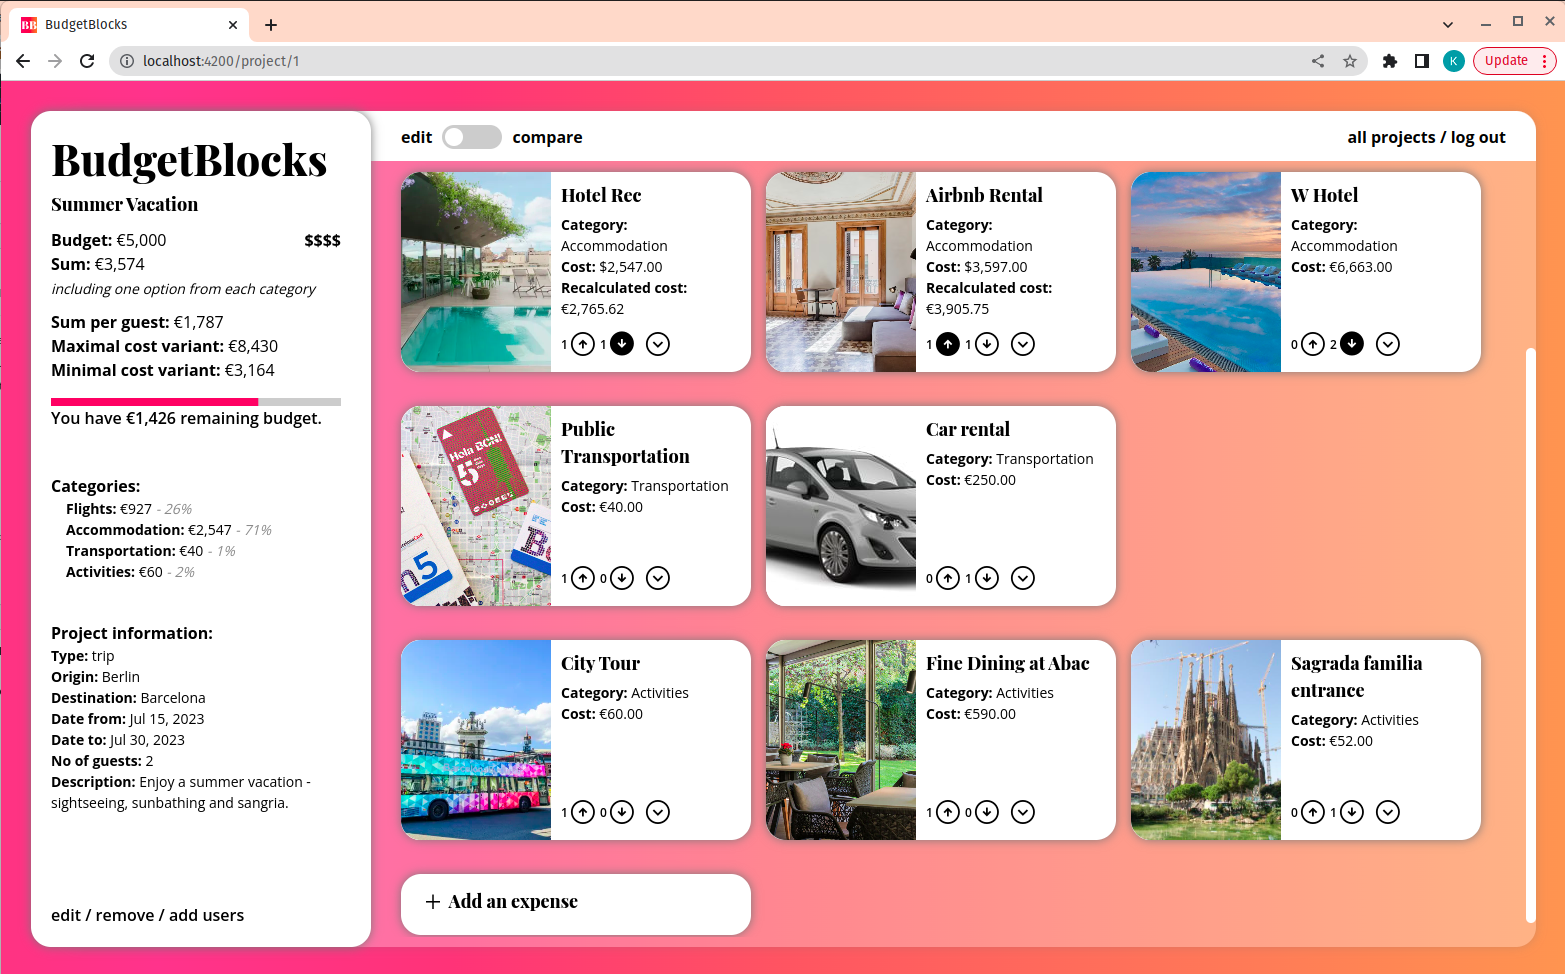 BudgetBlocks
localhost:4200/project/1
K
Update
BudgetBlocks
Summer Vacation
Budget: €5,000 $$$$
Sum: €3,574
including one option from each category
Sum per guest: €1,787
Maximal cost variant: €8,430
Minimal cost variant: €3,164
You have €1,426 remaining budget.
Categories:
Flights: €927 - 26%
Accommodation: €2,547 - 71%
Transportation: €40 - 1%
Activities: €60 - 2%
Project information:
Type: trip
Origin: Berlin
Destination: Barcelona
Date from: Jul 15, 2023
Date to: Jul 30, 2023
No of guests: 2
Description: Enjoy a summer vacation -
sightseeing, sunbathing and sangria.
edit / remove / add users
edit compare
all projects / log out
Hotel Rec
Category:
Accommodation
Cost: $2,547.00
Recalculated cost:
€2,765.62
1 1
Airbnb Rental
Category:
Accommodation
Cost: $3,597.00
Recalculated cost:
€3,905.75
1 1
W Hotel
Category:
Accommodation
Cost: €6,663.00
0 2
Hola BCN!
5
Public
Transportation
Category: Transportation
Cost: €40.00
1 0
Car rental
Category: Transportation
Cost: €250.00
0 1
City Tour
Category: Activities
Cost: €60.00
1 0
Fine Dining at Abac
Category: Activities
Cost: €590.00
1 0
Sagrada familia
entrance
Category: Activities
Cost: €52.00
0 1
+ Add an expense